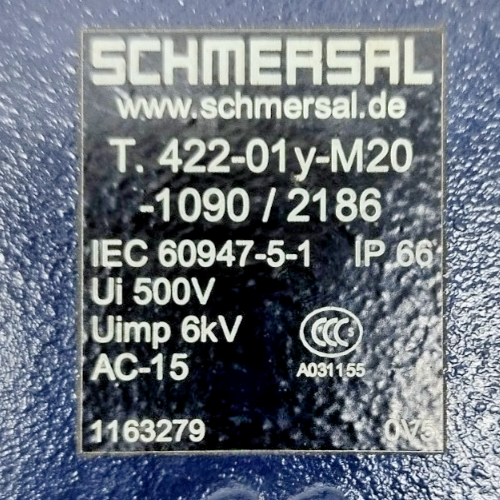 SCHMERSAL
www.schmersal.de
T. 422-01y-M20
-1090 / 2186
IEC 60947-5-1 IP 66
Ui 500V
Uimp 6kV
AC-15
CCC
A031155
1163279